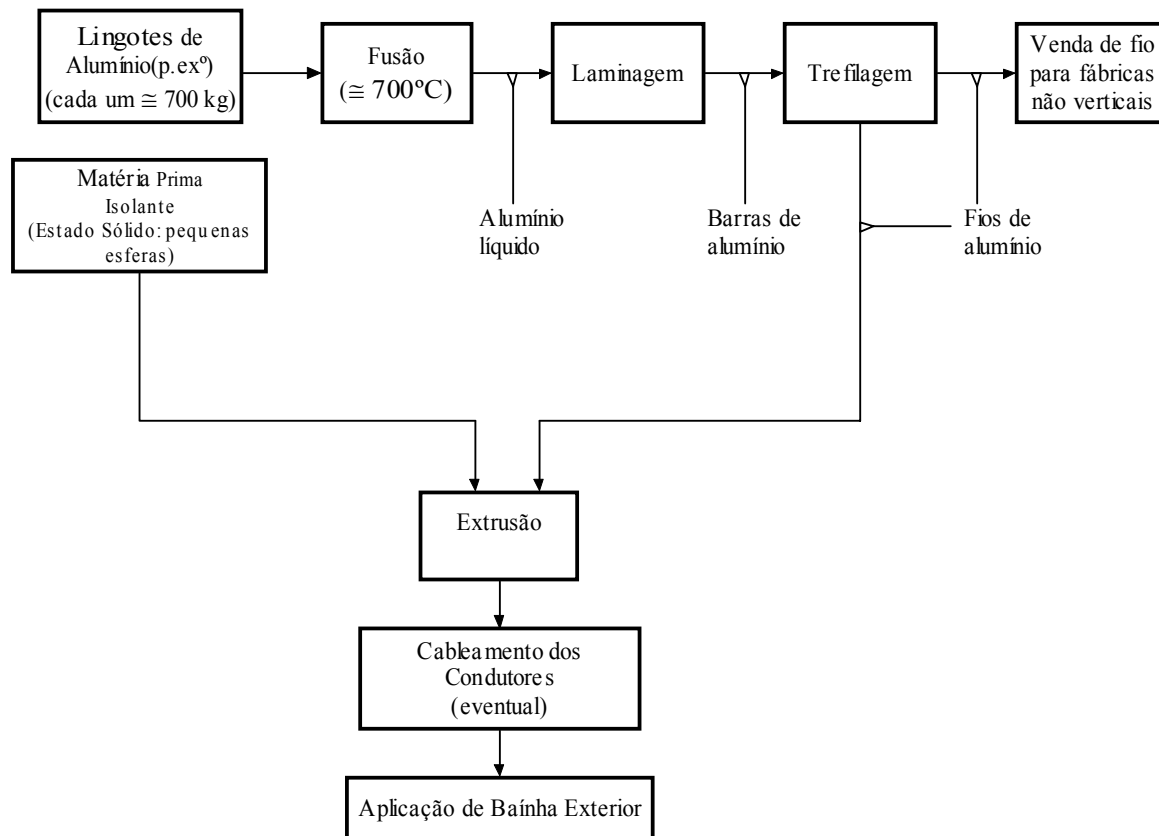 Lingotes de
Alumínio(p.exº)
(cada um ≅ 700 kg)
Fusão
(≅ 700ºC)
Laminagem
Trefilagem
Venda de fio
para fábricas
não verticais
Matéria Prima
Isolante
(Estado Sólido: pequenas
esferas)
Alumínio
líquido
Barras de
alumínio
Fios de
alumínio
Extrusão
Cableamento dos
Condutores
(eventual)
Aplicação de Baínha Exterior